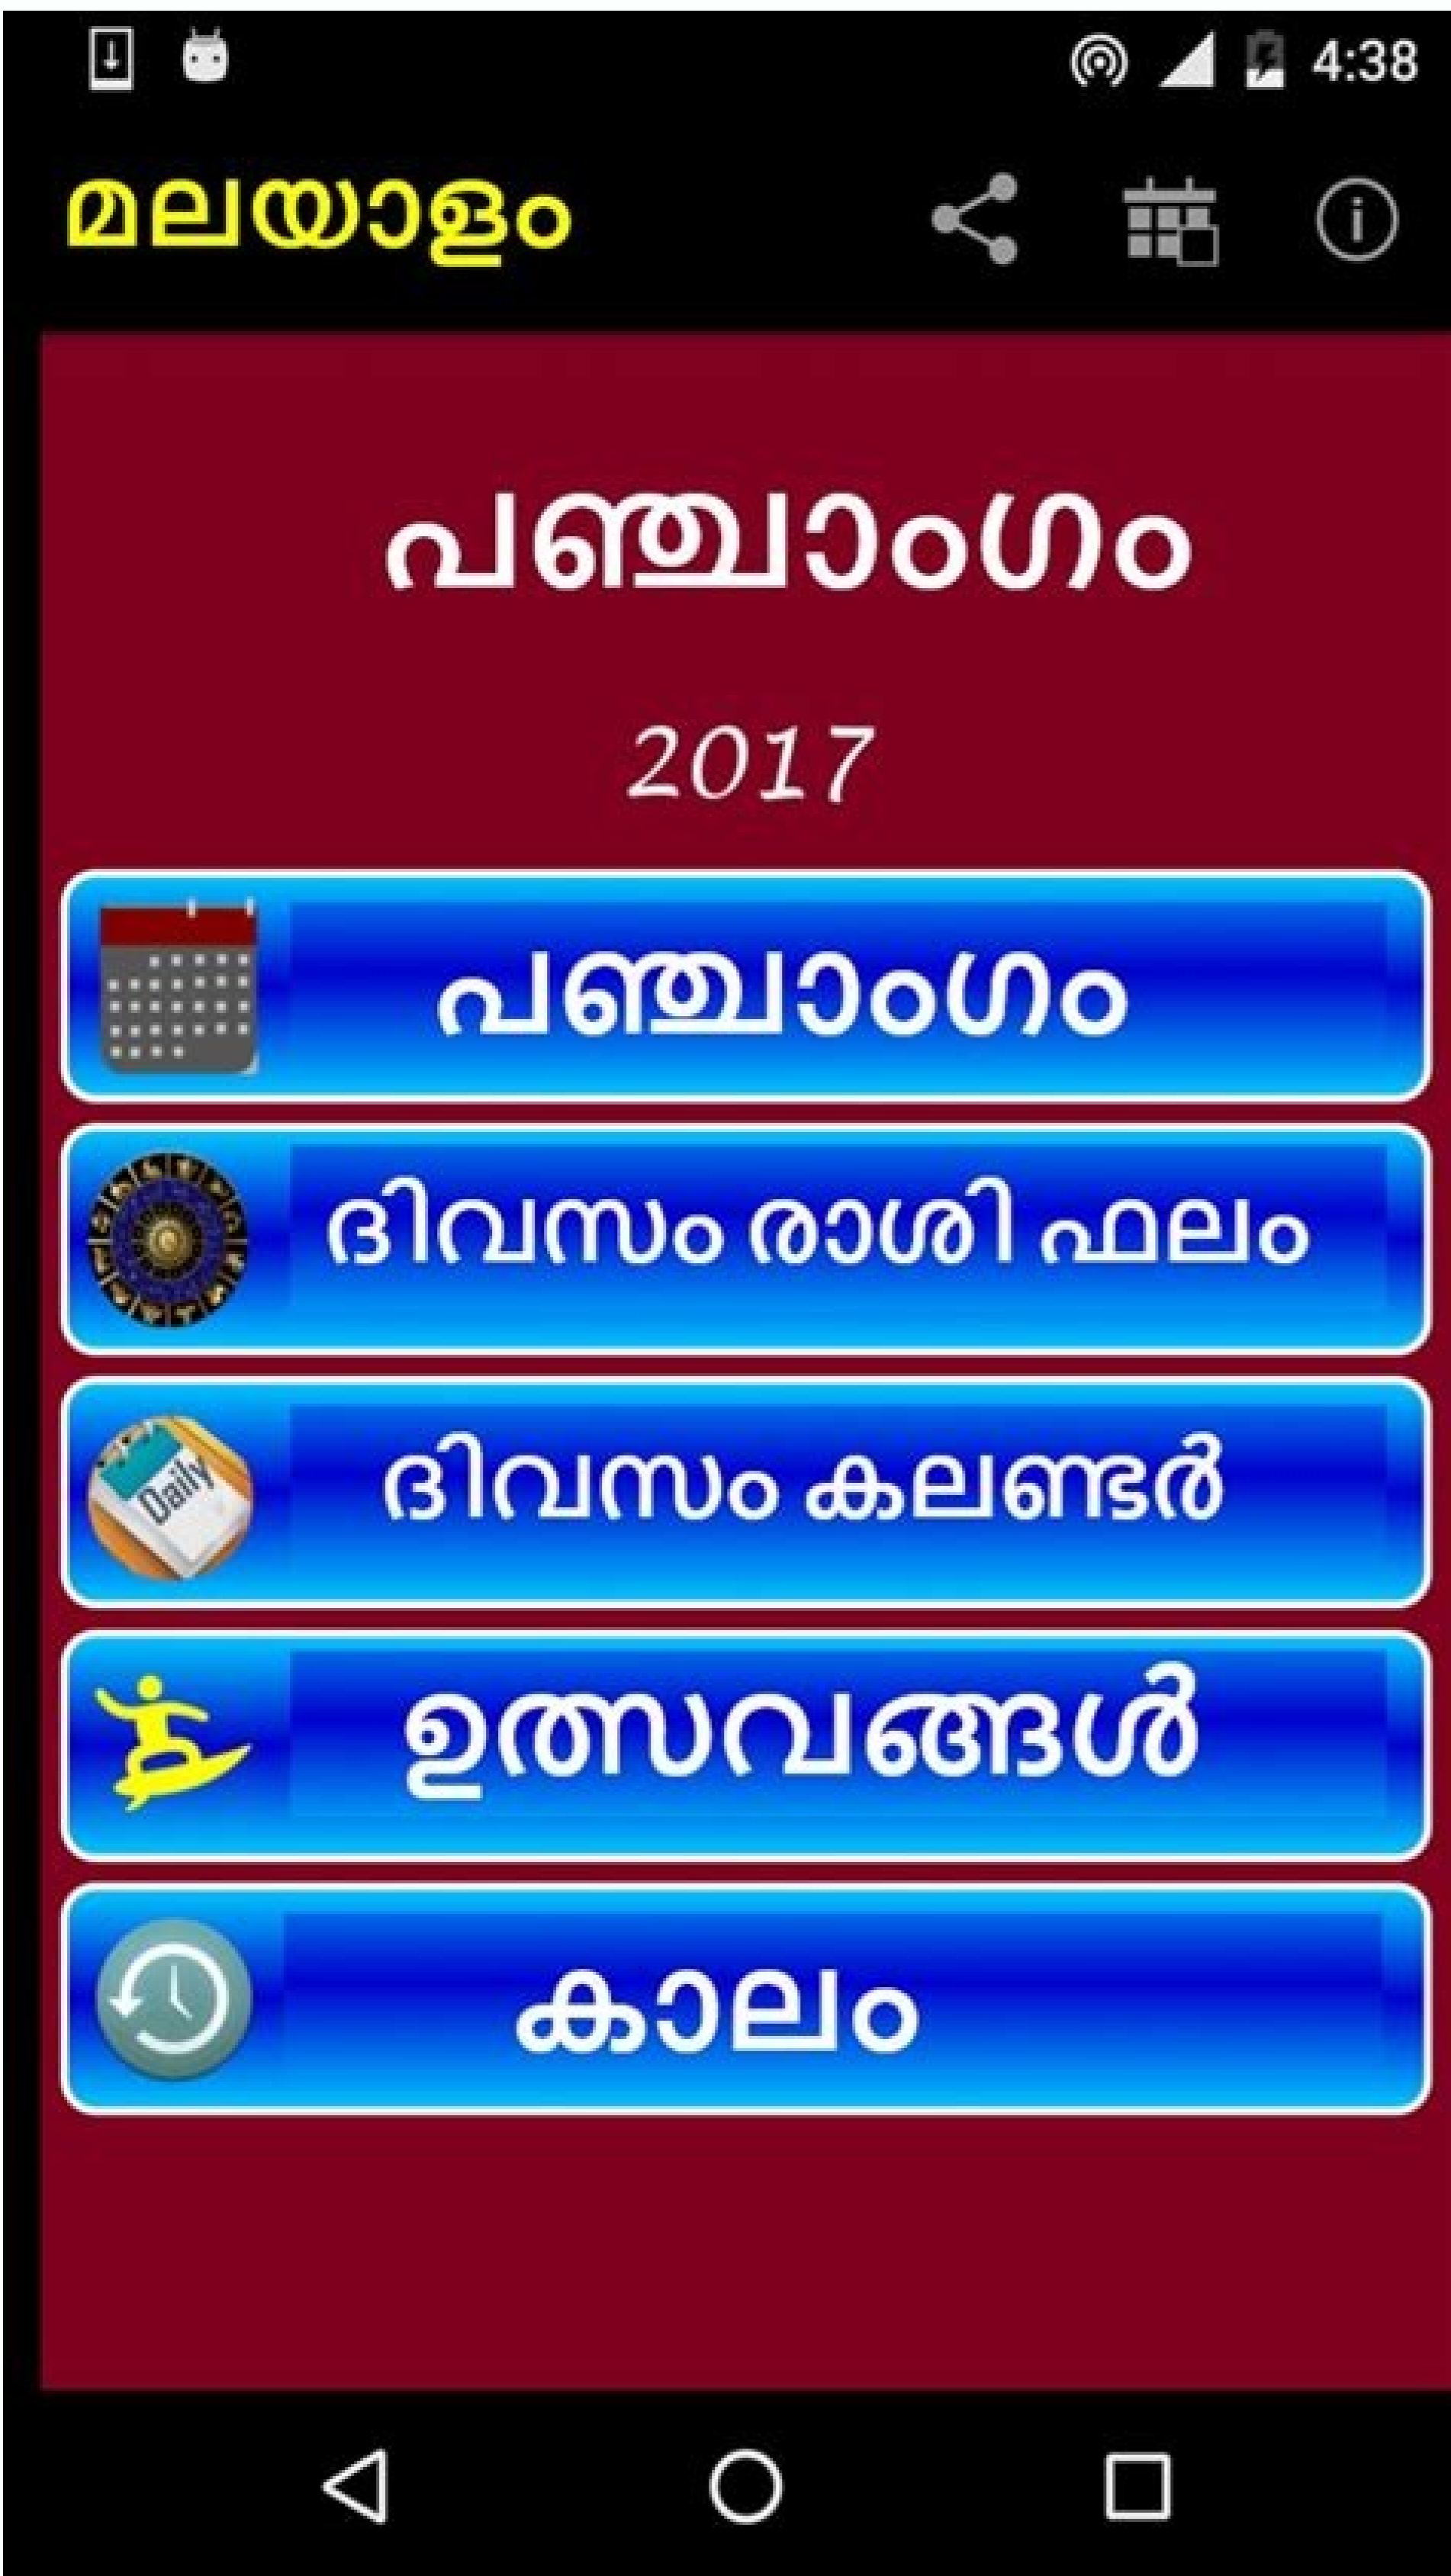 4:38
മലയാളം
പഞ്ചാംഗം
2017
പഞ്ചാംഗം
ദിവസം രാശി ഫലം
Daily
ദിവസം കലണ്ടർ
ഉത്സവങ്ങൾ
കാലം